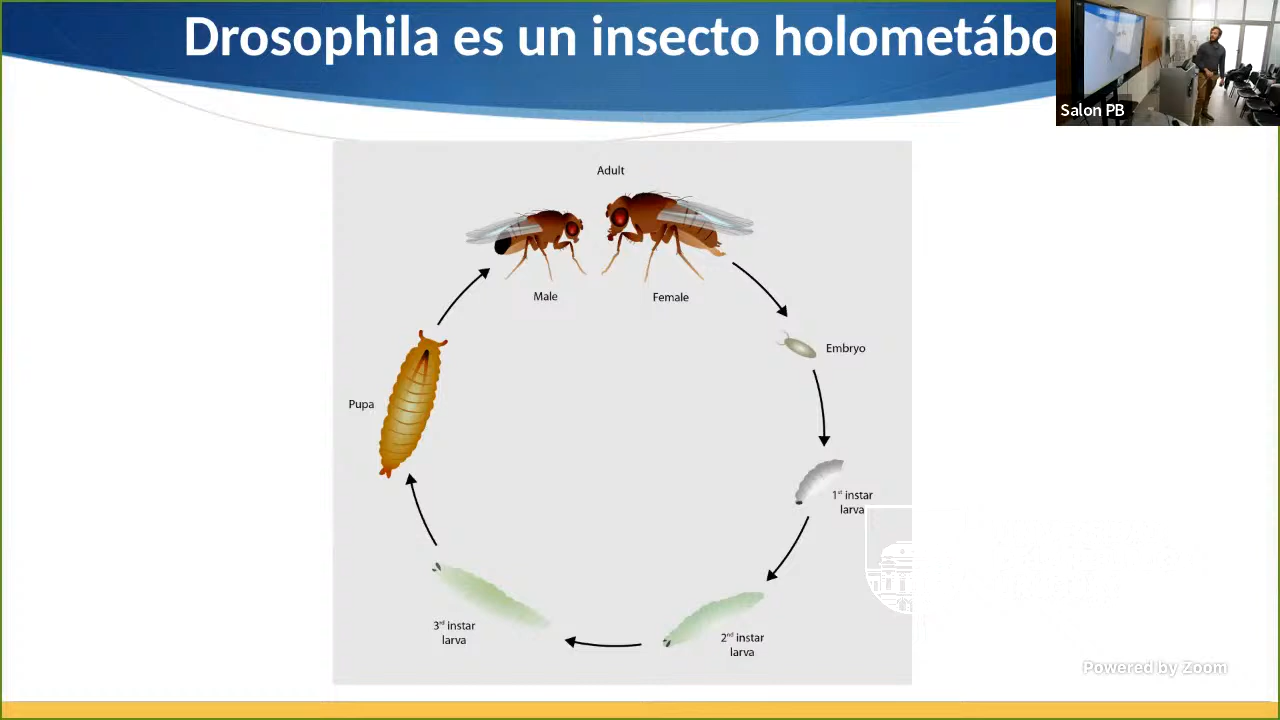 Drosophila es un insecto holometábo
Salon PB
Adult
Male
Female
Embryo
Pupa
1st instar
larva
3rd instar
larva
2nd instar
larva
Powered by Zoom